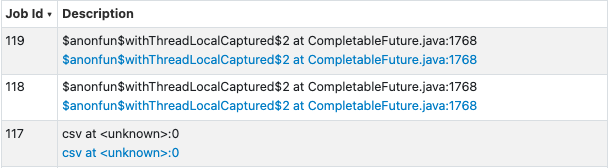 Job Id ▾ Description
119 $anonfun$withThreadLocalCaptured$2 at CompletableFuture.java:1768
$anonfun$withThreadLocalCaptured$2 at CompletableFuture.java:1768
118 $anonfun$withThreadLocalCaptured$2 at CompletableFuture.java:1768
$anonfun$withThreadLocalCaptured$2 at CompletableFuture.java:1768
117 csv at <unknown>:0
csv at <unknown>:0